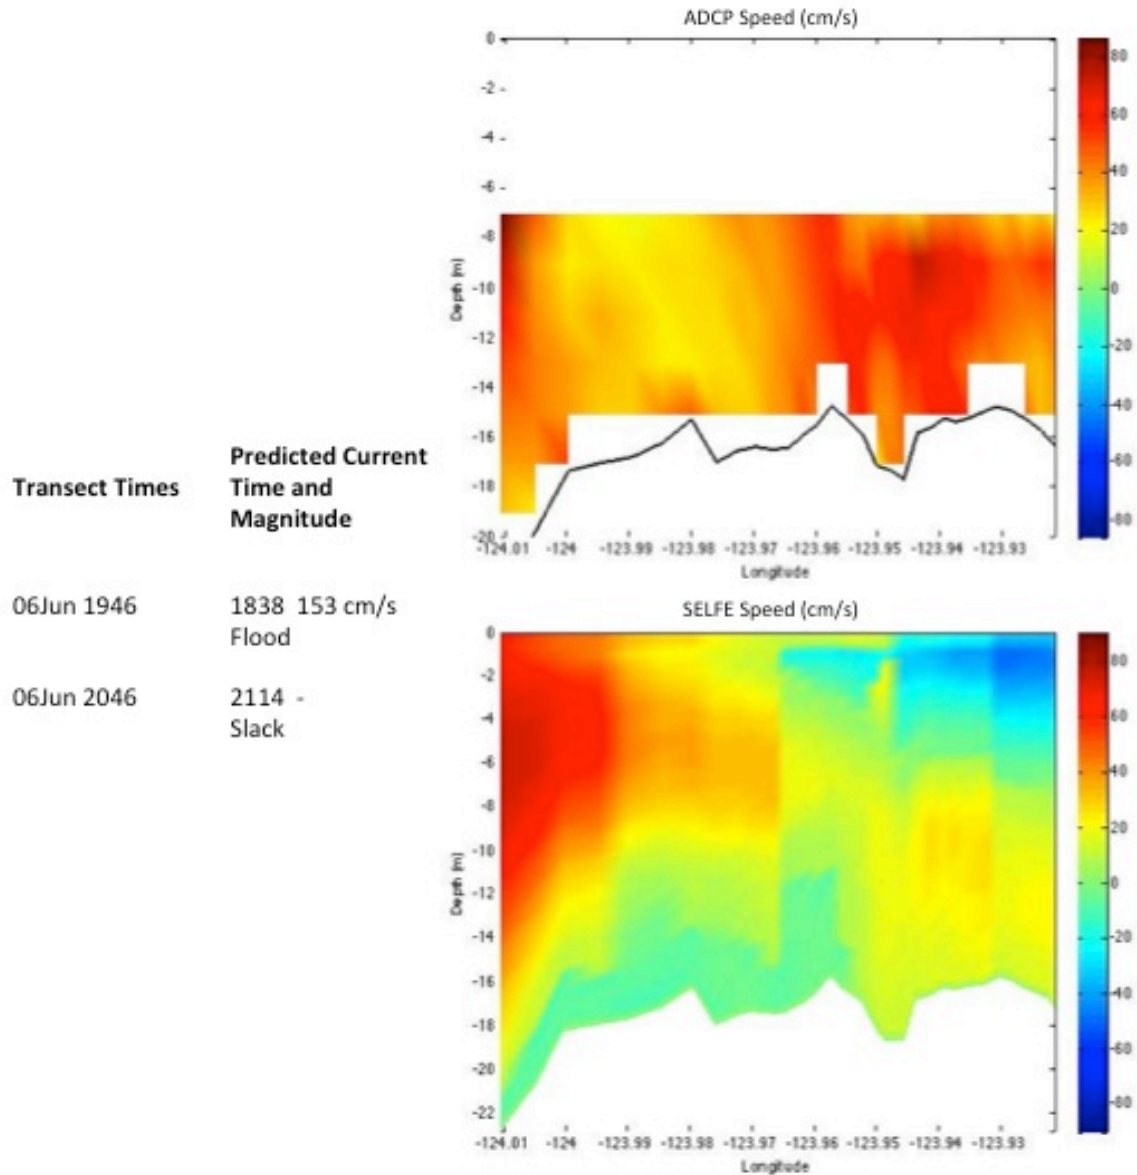 ADCP Speed (cm/s)
0
-2
-4
-6
-8
-10
-12
-14
-16
-18
-20
Depth (m)
-124.01 -124 -123.99 -123.98 -123.97 -123.96 -123.95 -123.94 -123.93
Longitude
80
60
40
20
0
-20
-40
-60
-80
Transect Times
Predicted Current
Time and
Magnitude
06Jun 1946
1838 153 cm/s
Flood
06Jun 2046
2114 -
Slack
SELFE Speed (cm/s)
0
-2
-4
-6
-8
-10
-12
-14
-16
-18
-20
-22
Depth (m)
-124.01 -124 -123.99 -123.98 -123.97 -123.96 -123.95 -123.94 -123.93
Longitude
80
60
40
20
0
-20
-40
-60
-80